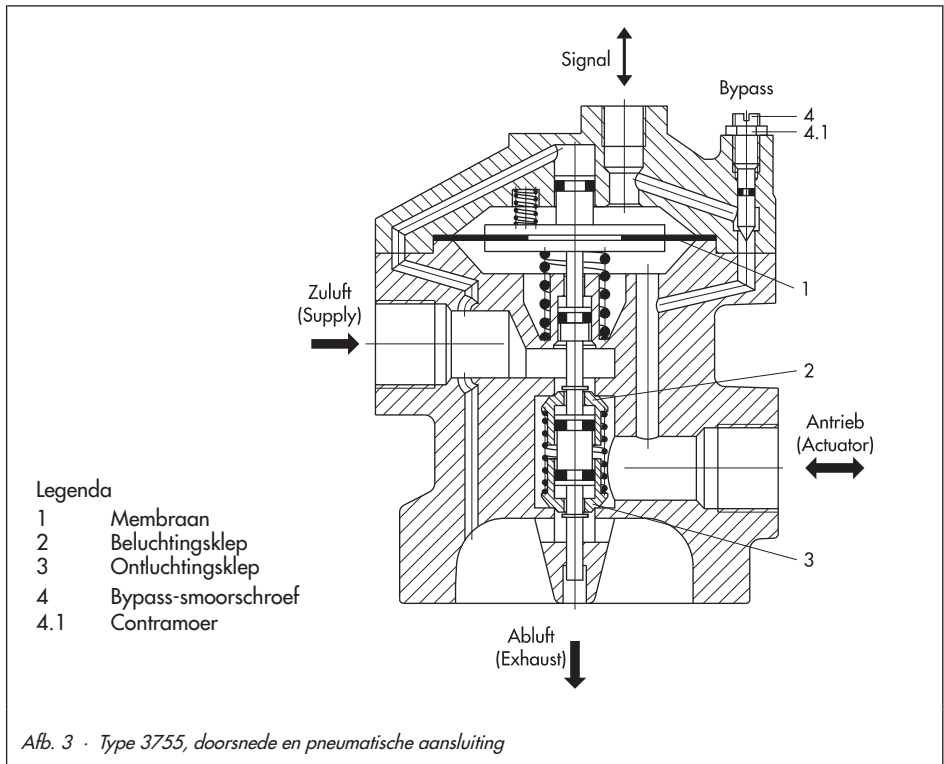 Signal
Bypass
4
4.1
1
Zuluft
(Supply)
2
Antrieb
(Actuator)
3
Legenda
1 Membraan
2 Beluchtingsklep
3 Ontluchtingsklep
4 Bypass-smoorschroef
4.1 Contramoer
Abluft
(Exhaust)
Afb. 3 · Type 3755, doorsnede en pneumatische aansluiting